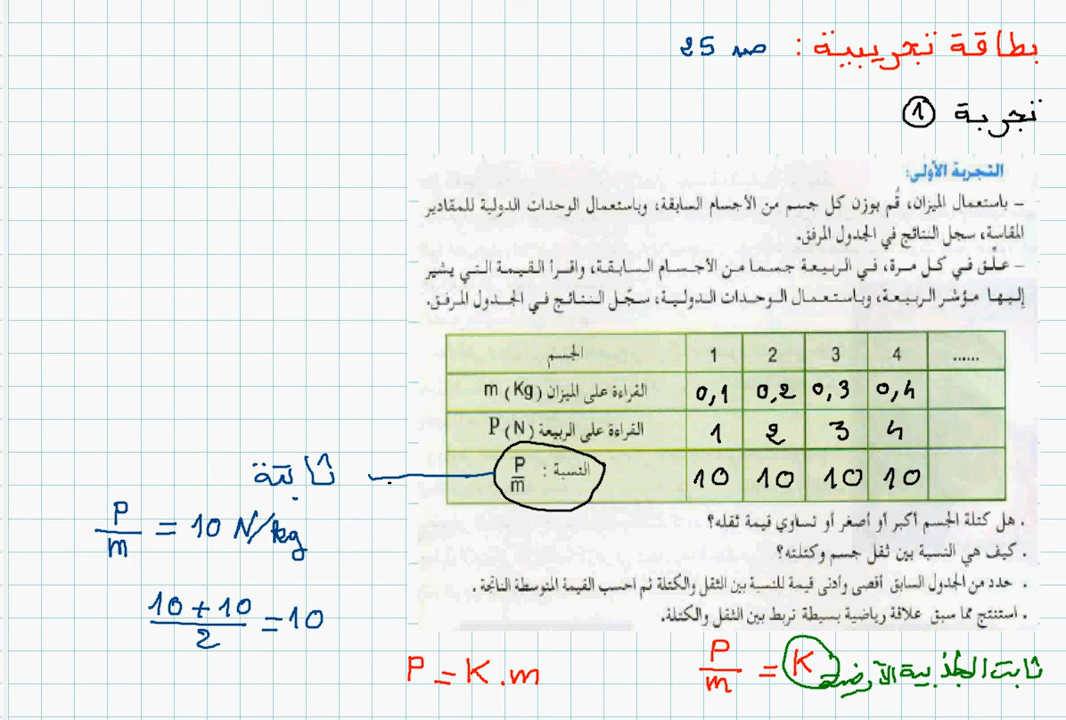 بطاقة تجريبية : صه 25
تجربة 1
التجربة الأولى:
– باستعمال الميزان، قُم بوزن كل جسم من الأجسام السابقة، وباستعمال الوحدات الدولية للمقادير
المقاسة، سجل النتائج في الجدول المرفق.
– علّق في كل مرة، في الربيعة جسما من الأجسام السابقة، واقرأ القيمة التي يشير
إليها مؤشر الربيعة، وباستعمال الوحدات الدولية، سجّل النتائج في الجدول المرفق.
الجسم 1 2 3 4 ......
القراءة على الميزان m (Kg) 0,1 0,2 0,3 0,4
القراءة على الربيعة P (N) 1 2 3 4
النسبة : P/m 10 10 10 10
ثابتة
P/m = 10 N/kg
(10 + 10)/2 = 10
. هل كتلة الجسم أكبر أو أصغر أو تساوي قيمة ثقله؟
. كيف هي النسبة بين ثقل جسم وكتلته؟
. حدد من الجدول السابق أقصى وأدنى قيمة للنسبة بين الثقل والكتلة ثم احسب القيمة المتوسطة الناتجة.
. استنتج مما سبق علاقة رياضية بسيطة تربط بين الثقل والكتلة.
P/m = K ثابت الجاذبية الأرضية
P = K . m